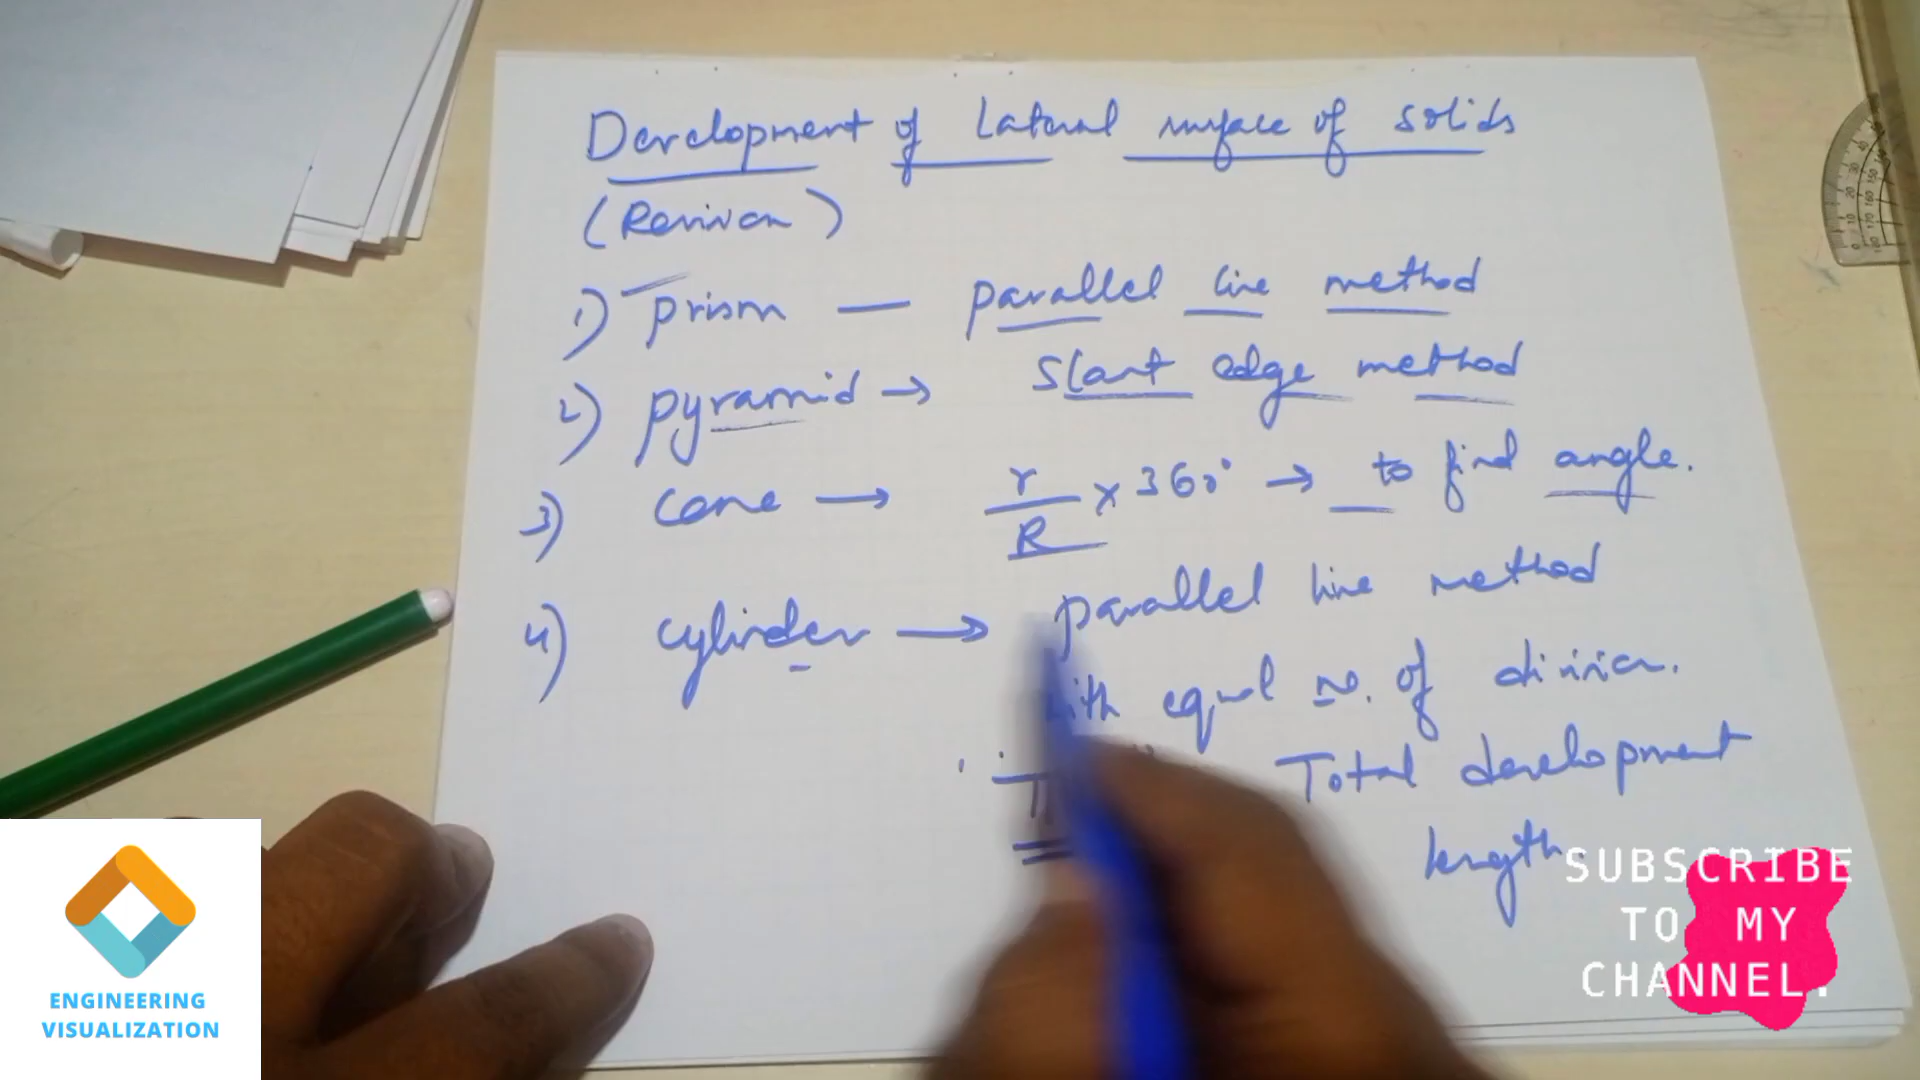 Development of Lateral surface of solids
(Revision)
1) Prism — parallel line method
2) pyramid → slant edge method
3) cone → r/R × 360° → to find angle.
4) cylinder → parallel line method
with equal no. of division.
Total development
length.
ENGINEERING
VISUALIZATION
SUBSCRIBE
TO MY
CHANNEL.